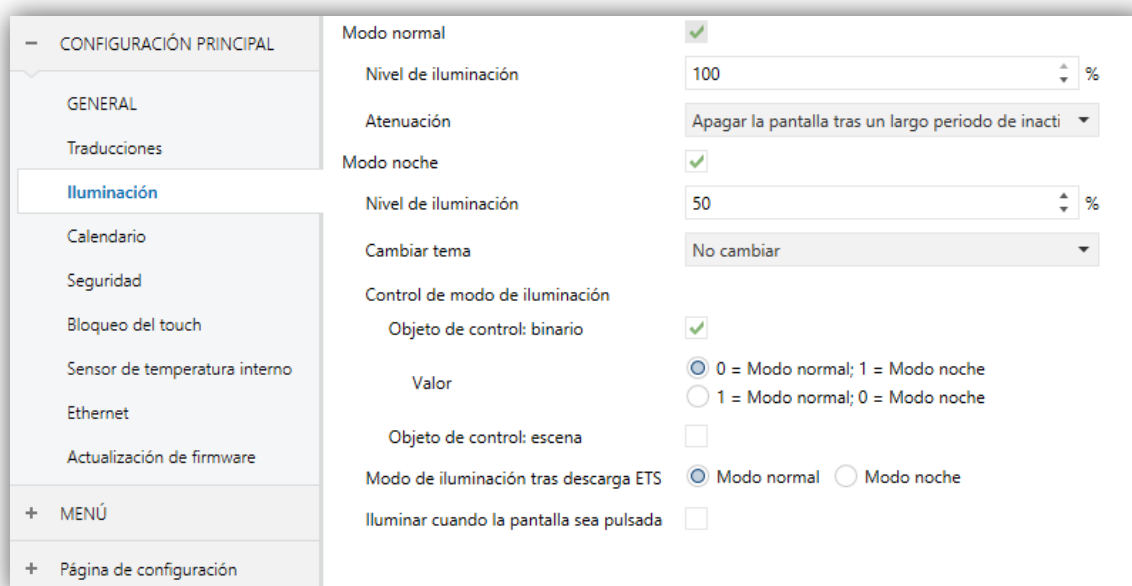 CONFIGURACIÓN PRINCIPAL
GENERAL
Traducciones
Iluminación
Calendario
Seguridad
Bloqueo del touch
Sensor de temperatura interno
Ethernet
Actualización de firmware
MENÚ
Página de configuración
Modo normal
Nivel de iluminación 100 %
Atenuación Apagar la pantalla tras un largo periodo de inacti
Modo noche
Nivel de iluminación 50 %
Cambiar tema No cambiar
Control de modo de iluminación
Objeto de control: binario
Valor 0 = Modo normal; 1 = Modo noche
1 = Modo normal; 0 = Modo noche
Objeto de control: escena
Modo de iluminación tras descarga ETS Modo normal Modo noche
Iluminar cuando la pantalla sea pulsada